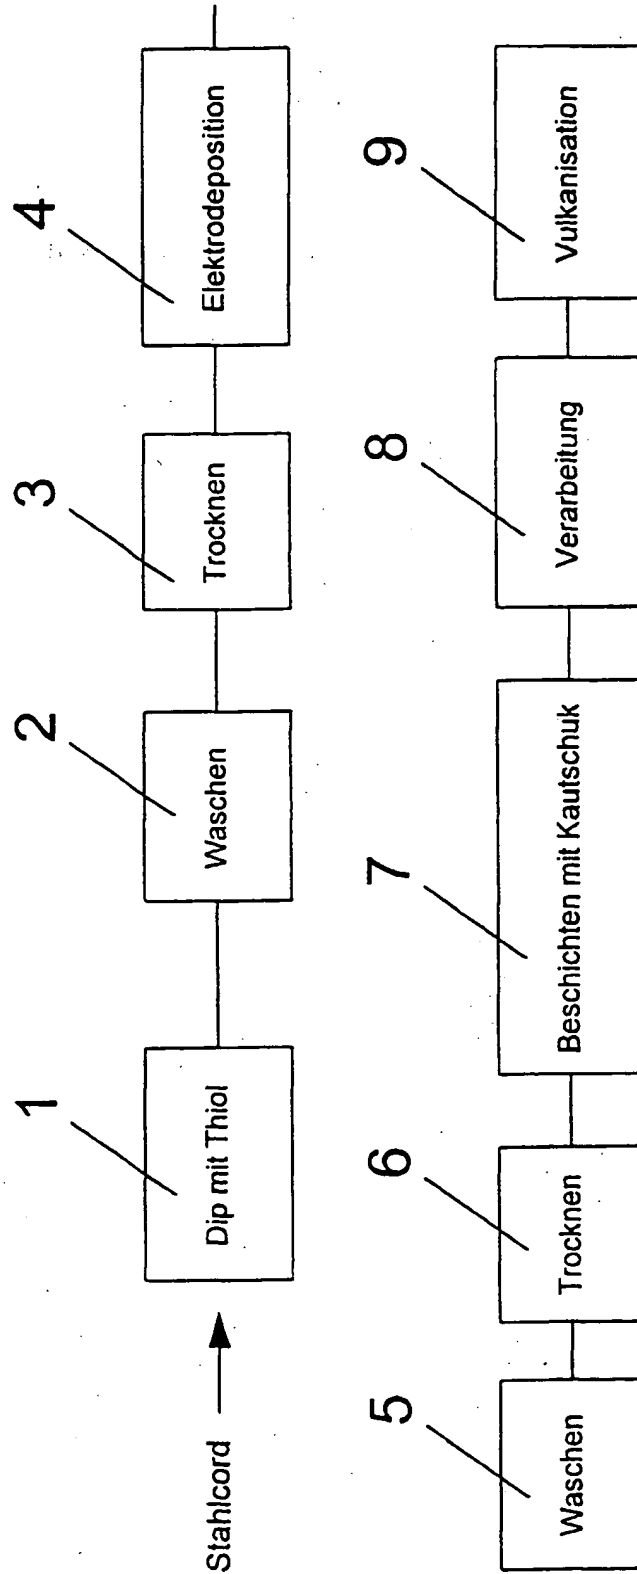 1
2
3
4
Stahlcord
Dip mit Thiol
Waschen
Trocknen
Elektrodeposition
5
6
7
8
9
Waschen
Trocknen
Beschichten mit Kautschuk
Verarbeitung
Vulkanisation